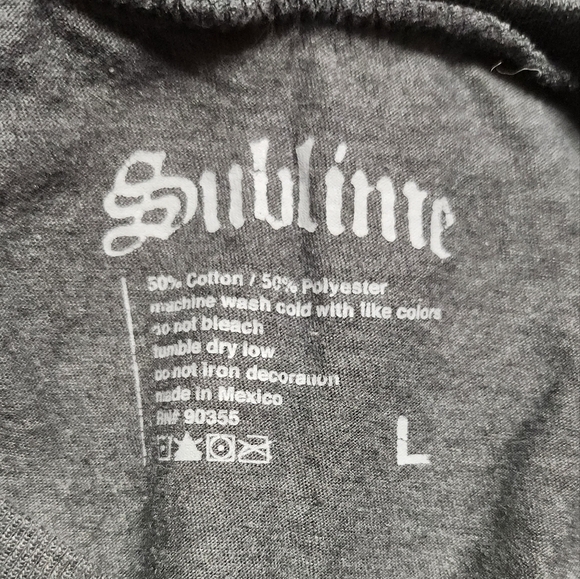 Sublime
50% Cotton / 50% Polyester
machine wash cold with like colors
do not bleach
tumble dry low
do not iron decoration
made in Mexico
RN# 90355
L